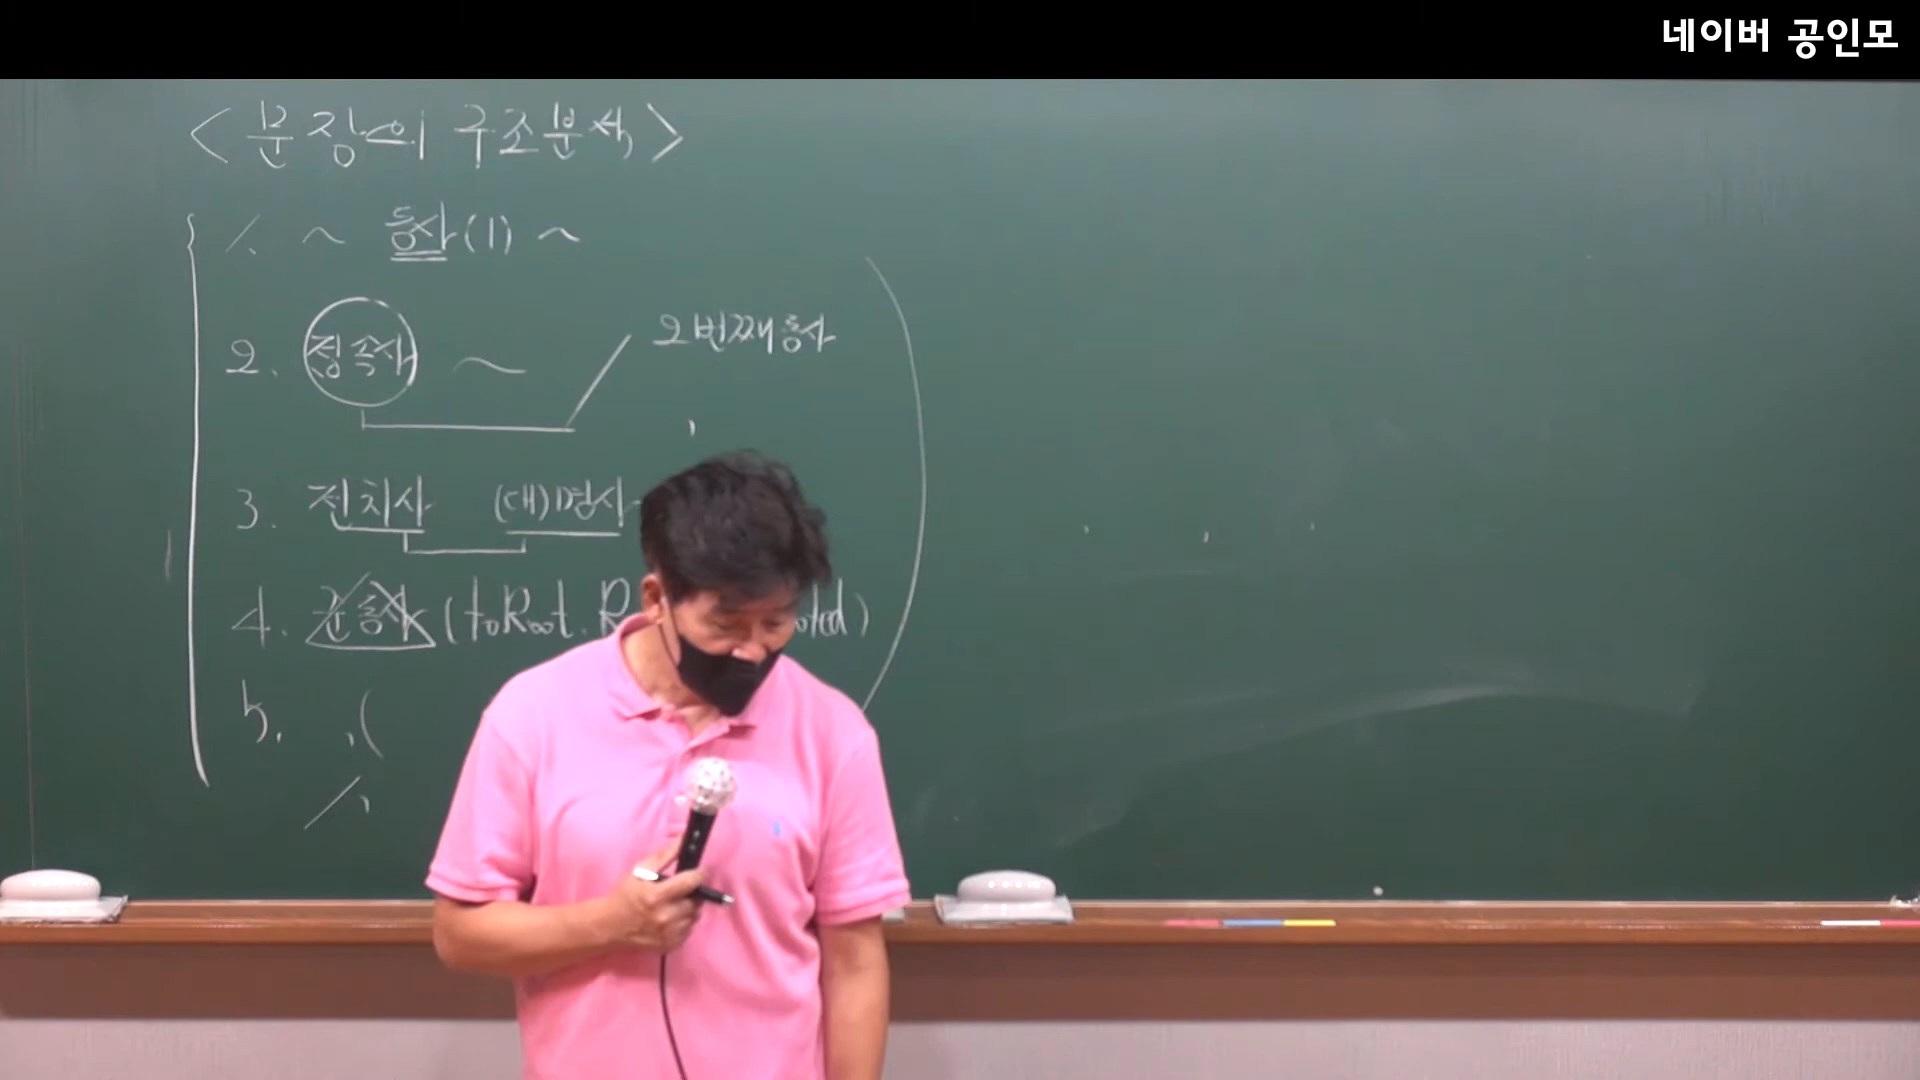 네이버 공인모
<문장의 구조분석>
1. ~ 동사(1) ~
2. 접속사 ~ 2번째 동사
3. 전치사 (대)명사
4. 준동사 (toRoot. R oted)
5. , (
/ ,